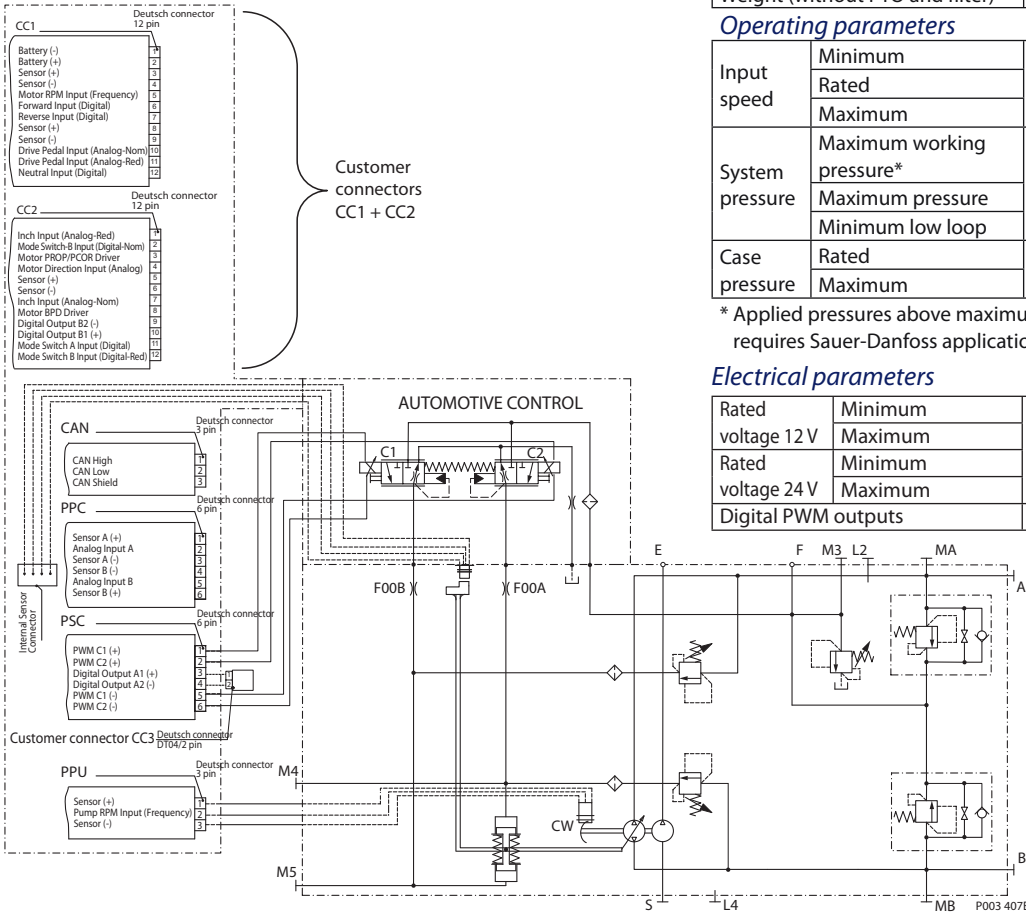 Deutsch connector
12 pin
CC1
Battery (-)
Battery (+)
Sensor (+)
Sensor (-)
Motor RPM Input (Frequency)
Forward Input (Digital)
Reverse Input (Digital)
Sensor (+)
Sensor (-)
Drive Pedal Input (Analog-Nom)
Drive Pedal Input (Analog-Red)
Neutral Input (Digital)
1
2
3
4
5
6
7
8
9
10
11
12
Deutsch connector
12 pin
CC2
Inch Input (Analog-Red)
Mode Switch-B Input (Digital-Nom)
Motor PROP/PCOR Driver
Motor Direction Input (Analog)
Sensor (+)
Sensor (-)
Inch Input (Analog-Nom)
Motor BPD Driver
Digital Output B2 (-)
Digital Output B1 (+)
Mode Switch A Input (Digital)
Mode Switch B Input (Digital-Red)
1
2
3
4
5
6
7
8
9
10
11
12
Customer
connectors
CC1 + CC2
Operating parameters
Input
speed
Minimum
Rated
Maximum
System
pressure
Maximum working
pressure*
Maximum pressure
Minimum low loop
Case
pressure
Rated
Maximum
* Applied pressures above
requires Sauer-Danfoss
Electrical parameters
Rated
voltage 12 V
Minimum
Maximum
Rated
voltage 24 V
Minimum
Maximum
Digital PWM outputs
CAN
Deutsch connector
3 pin
CAN High
CAN Low
CAN Shield
1
2
3
PPC
Deutsch connector
6 pin
Sensor A (+)
Analog Input A
Sensor A (-)
Sensor B (-)
Analog Input B
Sensor B (+)
1
2
3
4
5
6
Internal Sensor
Connector
PSC
Deutsch connector
6 pin
PWM C1 (+)
PWM C2 (+)
Digital Output A1 (+)
Digital Output A2 (-)
PWM C1 (-)
PWM C2 (-)
1
2
3
4
5
6
1
2
Customer connector CC3
Deutsch connector
DT04/2 pin
PPU
Deutsch connector
3 pin
Sensor (+)
Pump RPM Input (Frequency)
Sensor (-)
1
2
3
AUTOMOTIVE CONTROL
C1
C2
F00B
F00A
E
F
M3
L2
MA
A
M4
CW
M5
S
L4
MB
B